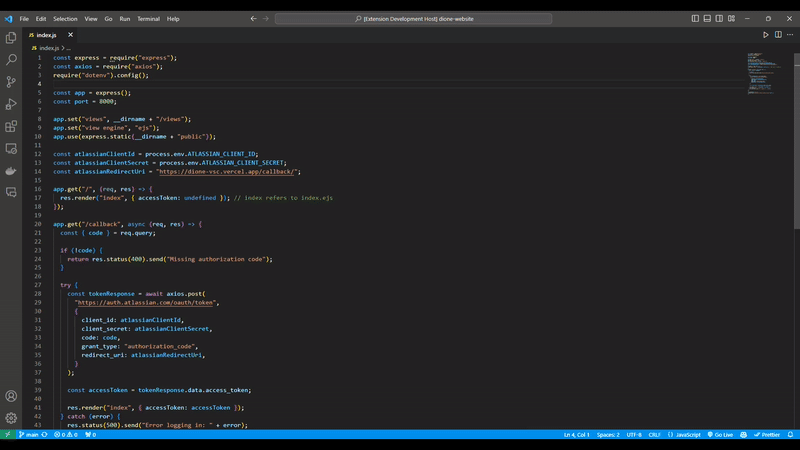 File Edit Selection View Go Run Terminal Help
[Extension Development Host] dione-website
JS index.js
JS index.js > ...
1 const express = require("express");
2 const axios = require("axios");
3 require("dotenv").config();
4
5 const app = express();
6 const port = 8000;
7
8 app.set("views", __dirname + "/views");
9 app.set("view engine", "ejs");
10 app.use(express.static(__dirname + "public"));
11
12 const atlassianClientId = process.env.ATLASSIAN_CLIENT_ID;
13 const atlassianClientSecret = process.env.ATLASSIAN_CLIENT_SECRET;
14 const atlassianRedirectUri = "https://dione-vsc.vercel.app/callback/";
15
16 app.get("/", (req, res) => {
17 res.render("index", { accessToken: undefined }); // index refers to index.ejs
18 });
19
20 app.get("/callback", async (req, res) => {
21 const { code } = req.query;
22
23 if (!code) {
24 return res.status(400).send("Missing authorization code");
25 }
26
27 try {
28 const tokenResponse = await axios.post(
29 "https://auth.atlassian.com/oauth/token",
30 {
31 client_id: atlassianClientId,
32 client_secret: atlassianClientSecret,
33 code: code,
34 grant_type: "authorization_code",
35 redirect_uri: atlassianRedirectUri,
36 }
37 );
38
39 const accessToken = tokenResponse.data.access_token;
40
41 res.render("index", { accessToken: accessToken });
42 } catch (error) {
43 res.status(500).send("Error logging in: " + error);
main 0 0 0 Ln 4, Col 1 Spaces: 2 UTF-8 CRLF {} JavaScript Go Live Prettier